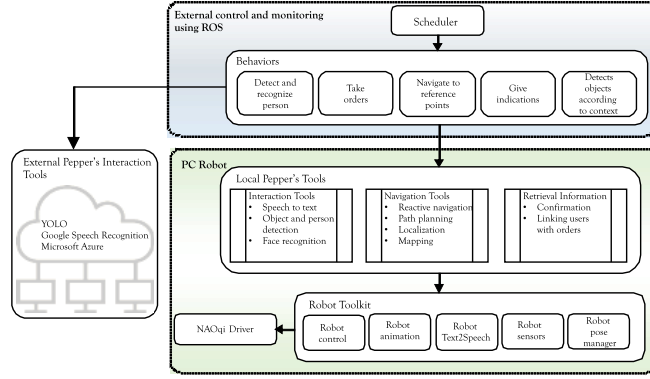 External control and monitoring
using ROS
Scheduler
Behaviors
Detect and
recognize
person
Take
orders
Navigate to
reference
points
Give
indications
Detects
objects
according
to context
External Pepper's Interaction
Tools
YOLO
Google Speech Recognition
Microsoft Azure
PC Robot
Local Pepper's Tools
Interaction Tools
• Speech to text
• Object and person
detection
• Face recognition
Navigation Tools
• Reactive navigation
• Path planning
• Localization
• Mapping
Retrieval Information
• Confirmation
• Linking users
with orders
Robot Toolkit
NAOqi Driver
Robot
control
Robot
animation
Robot
Text2Speech
Robot
sensors
Robot
pose
manager